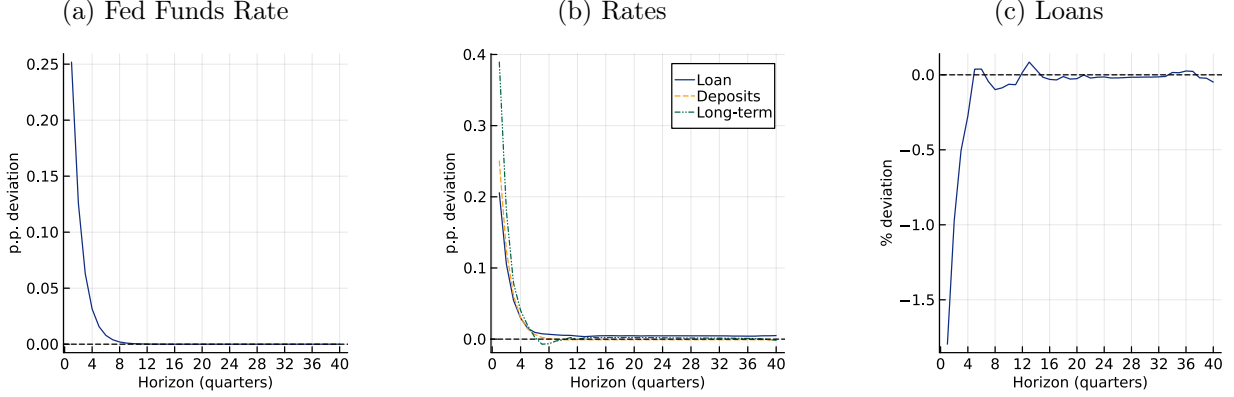 (a) Fed Funds Rate
0.25
0.20
0.15
0.10
0.05
0.00
p.p. deviation
0 4 8 12 16 20 24 28 32 36 40
Horizon (quarters)
(b) Rates
0.4
0.3
0.2
0.1
0.0
p.p. deviation
Loan
Deposits
Long-term
0 4 8 12 16 20 24 28 32 36 40
Horizon (quarters)
(c) Loans
0.0
−0.5
−1.0
−1.5
% deviation
0 4 8 12 16 20 24 28 32 36 40
Horizon (quarters)